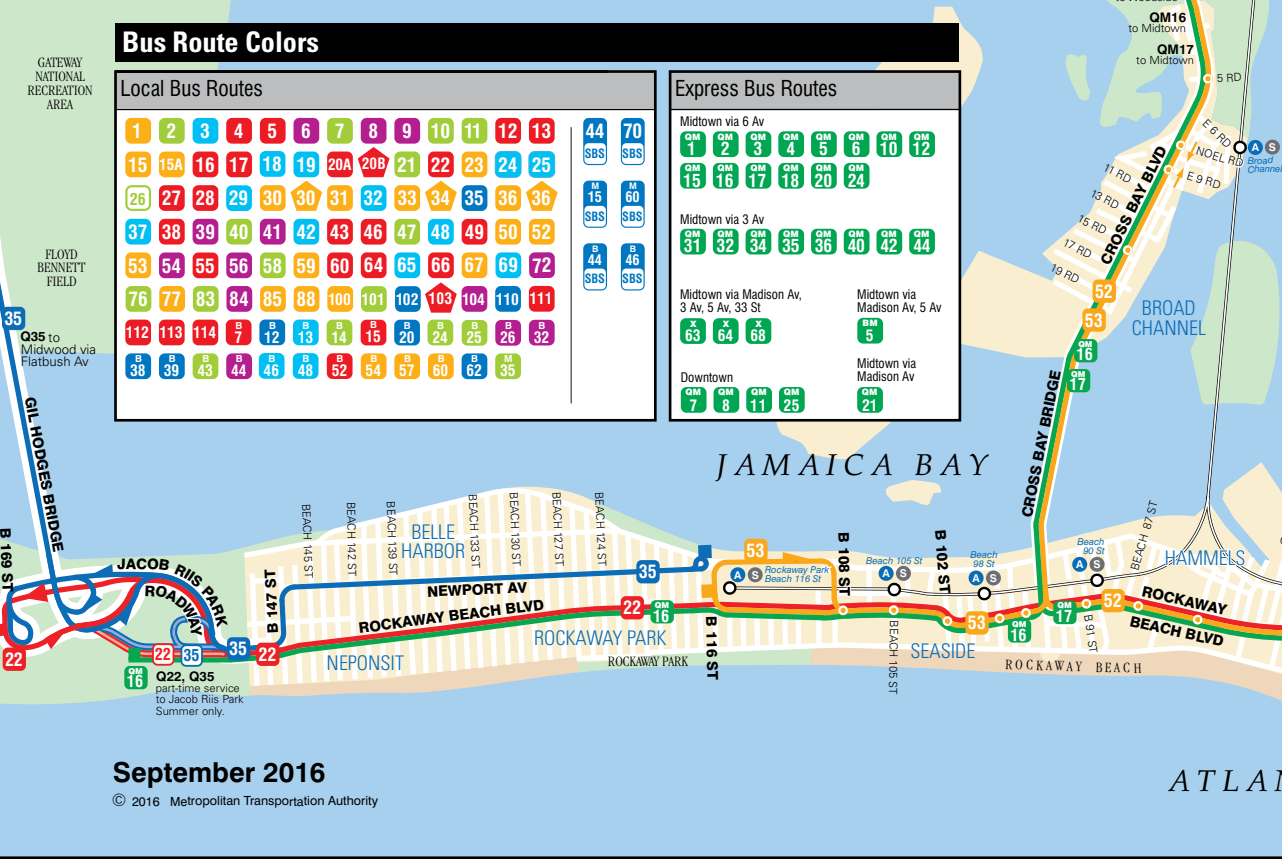 Bus Route Colors
Local Bus Routes
1 2 3 4 5 6 7 8 9 10 11 12 13
15 15A 16 17 18 19 20A 20B 21 22 23 24 25
26 27 28 29 30 30 31 32 33 34 35 36 36
37 38 39 40 41 42 43 46 47 48 49 50 52
53 54 55 56 58 59 60 64 65 66 67 69 72
76 77 83 84 85 88 100 101 102 103 104 110 111
112 113 114 B 7 B 12 B 13 B 14 B 15 B 20 B 24 B 25 B 26 B 32
B 38 B 39 B 43 B 44 B 46 B 48 B 52 B 54 B 57 B 60 B 62 M 35
44 SBS 70 SBS
M 15 SBS M 60 SBS
B 44 SBS B 46 SBS
Express Bus Routes
Midtown via 6 Av
QM 1 QM 2 QM 3 QM 4 QM 5 QM 6 QM 10 QM 12
QM 15 QM 16 QM 17 QM 18 QM 20 QM 24
Midtown via 3 Av
QM 31 QM 32 QM 34 QM 35 QM 36 QM 40 QM 42 QM 44
Midtown via Madison Av,
3 Av, 5 Av, 33 St
X 63 X 64 X 68
Midtown via
Madison Av, 5 Av
BM 5
Downtown
QM 7 QM 8 QM 11 QM 25
Midtown via
Madison Av
QM 21
GATEWAY
NATIONAL
RECREATION
AREA
FLOYD
BENNETT
FIELD
35
Q35 to
Midwood via
Flatbush Av
GIL HODGES BRIDGE
QM16
to Midtown
QM17
to Midtown
5 RD
E 6 RD
NOEL RD
A S
Broad
Channel
E 9 RD
11 RD
13 RD
15 RD
17 RD
19 RD
CROSS BAY BLVD
52
53
BROAD
CHANNEL
QM 16
QM 17
CROSS BAY BRIDGE
JAMAICA BAY
B 169 ST
JACOB RIIS PARK
ROADWAY
22
22
35
35
22
QM 16
Q22, Q35
part-time service
to Jacob Riis Park
Summer only.
B 147 ST
BEACH 145 ST
BEACH 142 ST
BEACH 139 ST
BELLE
HARBOR
BEACH 133 ST
BEACH 130 ST
BEACH 127 ST
BEACH 124 ST
NEWPORT AV
35
ROCKAWAY BEACH BLVD
22
QM 16
NEPONSIT
ROCKAWAY PARK
ROCKAWAY PARK
B 116 ST
53
A S
Rockaway Park
Beach 116 St
B 108 ST
Beach 105 St
A S
BEACH 105 ST
B 102 ST
Beach
98 St
A S
53
QM 16
SEASIDE
ROCKAWAY BEACH
Beach
90 St
A S
QM 17
B 91 ST
52
BEACH 87 ST
HAMMELS
ROCKAWAY
BEACH BLVD
September 2016
© 2016 Metropolitan Transportation Authority